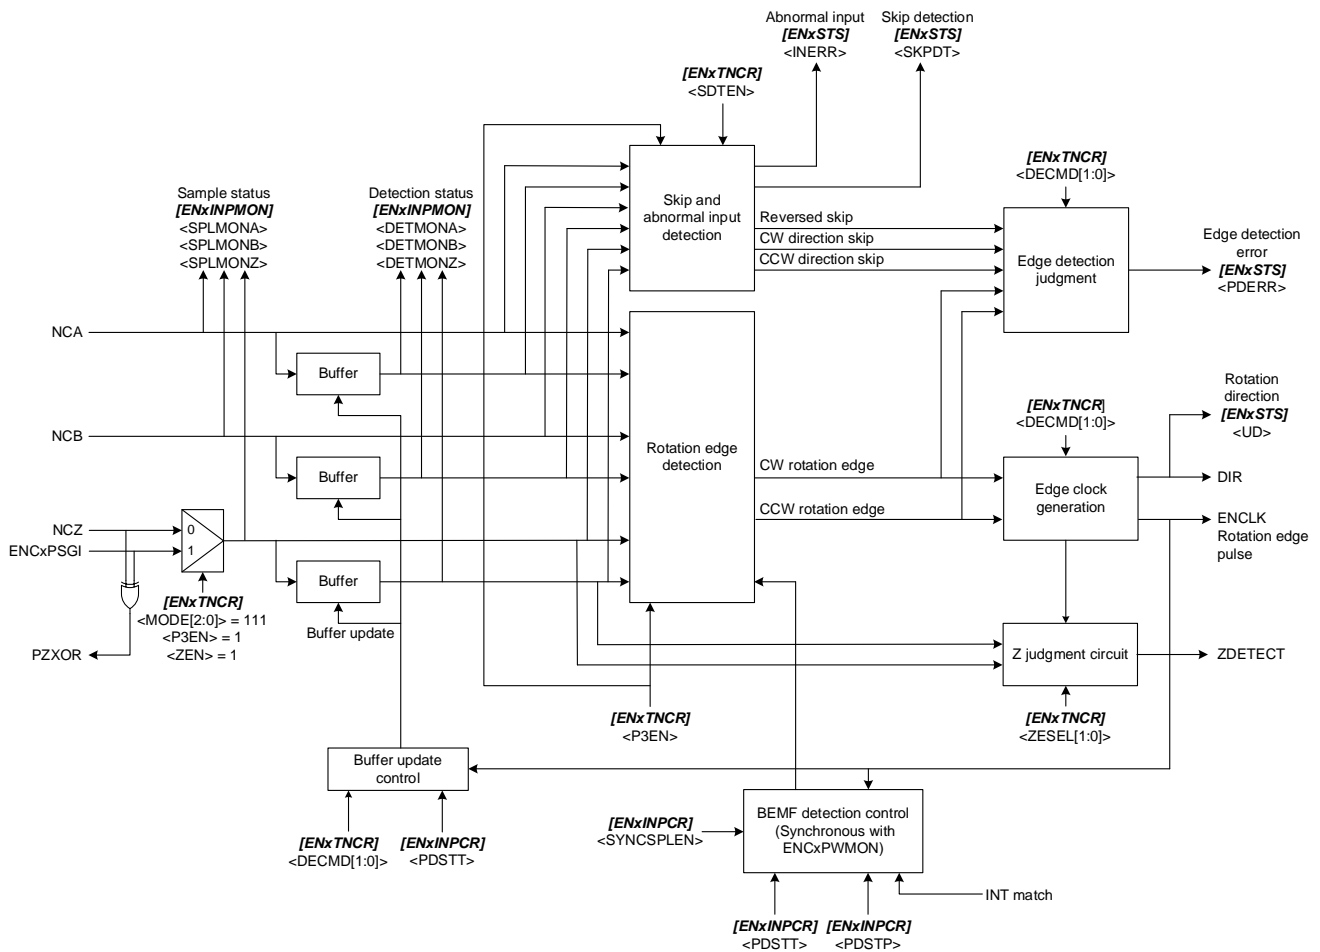 Abnormal input
[ENxSTS]
<INERR>
Skip detection
[ENxSTS]
<SKPDT>
[ENxTNCR]
<SDTEN>
Sample status
[ENxINPMON]
<SPLMONA>
<SPLMONB>
<SPLMONZ>
Detection status
[ENxINPMON]
<DETMONA>
<DETMONB>
<DETMONZ>
Skip and
abnormal input
detection
Reversed skip
CW direction skip
CCW direction skip
[ENxTNCR]
<DECMD[1:0]>
Edge detection
judgment
Edge detection
error
[ENxSTS]
<PDERR>
NCA
Buffer
NCB
Buffer
Rotation edge
detection
CW rotation edge
CCW rotation edge
[ENxTNCR]
<DECMD[1:0]>
Edge clock
generation
Rotation
direction
[ENxSTS]
<UD>
DIR
ENCLK
Rotation edge
pulse
NCZ
ENCxPSGI
0
1
Buffer
Buffer update
[ENxTNCR]
<MODE[2:0]> = 111
<P3EN> = 1
<ZEN> = 1
PZXOR
Z judgment circuit
ZDETECT
[ENxTNCR]
<P3EN>
[ENxTNCR]
<ZESEL[1:0]>
Buffer update
control
[ENxTNCR]
<DECMD[1:0]>
[ENxINPCR]
<PDSTT>
[ENxINPCR]
<SYNCSPLEN>
BEMF detection control
(Synchronous with
ENCxPWMON)
INT match
[ENxINPCR]
<PDSTT>
[ENxINPCR]
<PDSTP>